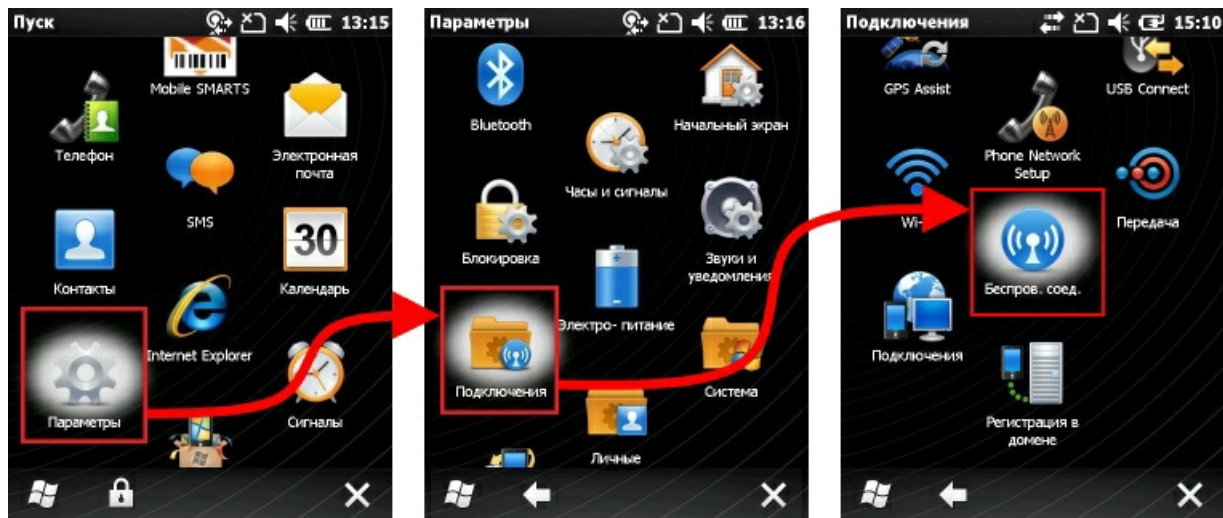 Пуск 13:15
Mobile SMARTS
Телефон
Электронная
почта
SMS
30
Контакты
Календарь
Internet Explorer
Параметры
Сигналы
Параметры 13:16
Bluetooth
Начальный экран
Часы и сигналы
Блокировка
Звуки и
уведомления
Электро- питание
Подключения
Система
Личные
Подключения 15:10
GPS Assist
USB Connect
Phone Network
Setup
Wi-
Передача
Беспров. соед.
Подключения
Регистрация в
домене